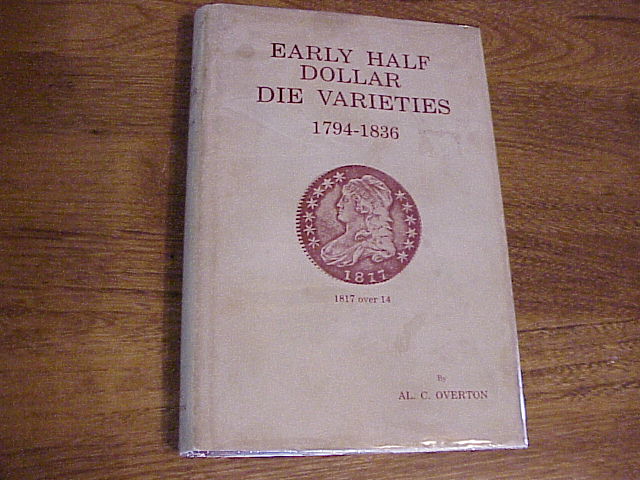 EARLY HALF
DOLLAR
DIE VARIETIES
1794-1836
1817
1817 over 14
By
AL. C. OVERTON